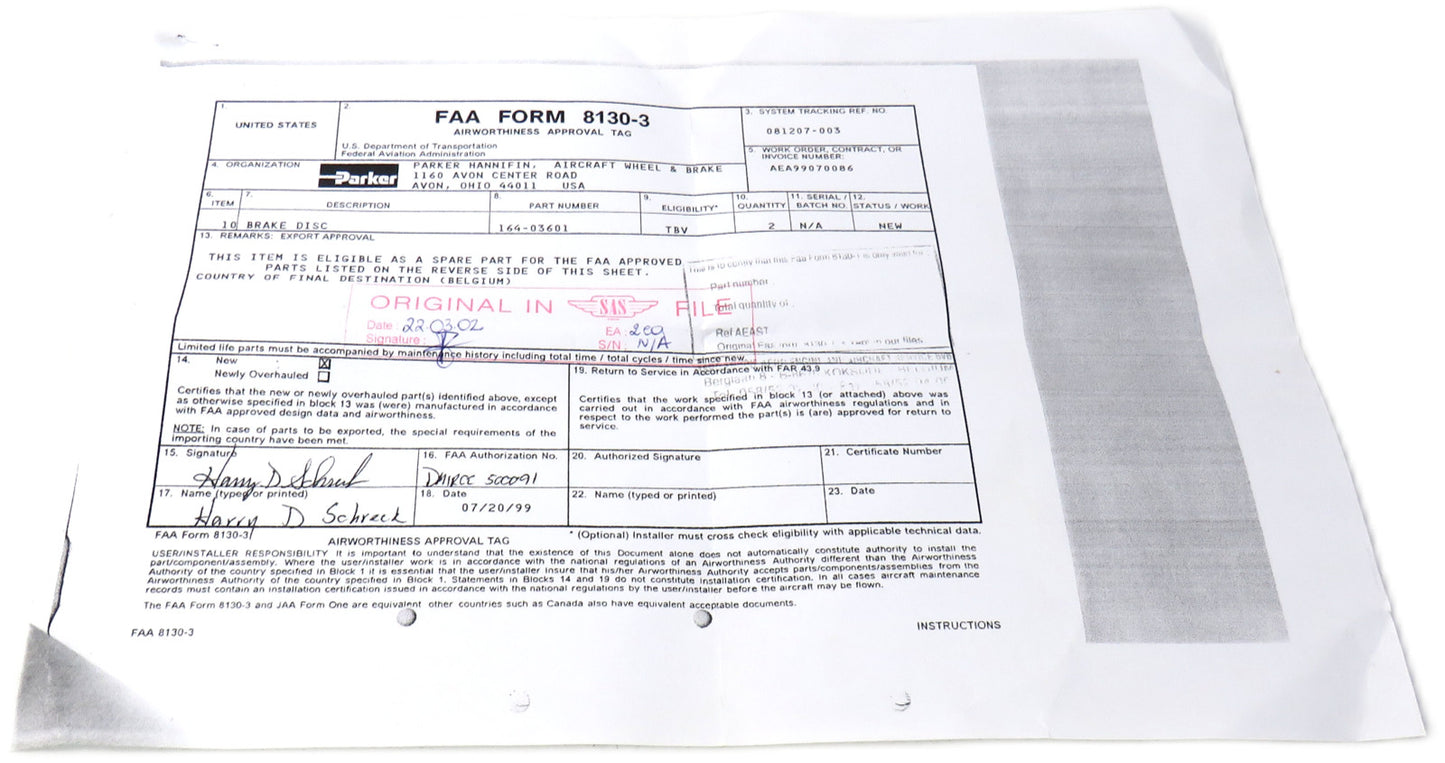 1.
UNITED STATES
2.
FAA FORM 8130-3
AIRWORTHINESS APPROVAL TAG
U.S. Department of Transportation
Federal Aviation Administration
3. SYSTEM TRACKING REF. NO.
081207-003
4. ORGANIZATION
Parker
PARKER HANNIFIN, AIRCRAFT WHEEL & BRAKE
1160 AVON CENTER ROAD
AVON, OHIO 44011 USA
5. WORK ORDER, CONTRACT, OR
INVOICE NUMBER:
AEA99070086
6. ITEM
7. DESCRIPTION
8. PART NUMBER
9. ELIGIBILITY*
10. QUANTITY
11. SERIAL / BATCH NO.
12. STATUS / WORK
10 BRAKE DISC 164-03601 TBV 2 N/A NEW
13. REMARKS: EXPORT APPROVAL
THIS ITEM IS ELIGIBLE AS A SPARE PART FOR THE FAA APPROVED
PARTS LISTED ON THE REVERSE SIDE OF THIS SHEET.
COUNTRY OF FINAL DESTINATION (BELGIUM)
This is to certify that this Faa Form 8130-1 is only valid for
Part number
Total quantity of
Ref AEAST
ORIGINAL IN SAS FILE
Date: 22.03.02 EA: 2ea
Signature: S/N: N/A
Limited life parts must be accompanied by maintenance history including total time / total cycles / time since new.
14. New
Newly Overhauled
Certifies that the new or newly overhauled part(s) identified above, except
as otherwise specified in block 13 was (were) manufactured in accordance
with FAA approved design data and airworthiness.
NOTE: In case of parts to be exported, the special requirements of the
importing country have been met.
19. Return to Service in Accordance with FAR 43.9
Certifies that the work specified in block 13 (or attached) above was
carried out in accordance with FAA airworthiness regulations and in
respect to the work performed the part(s) is (are) approved for return to
service.
15. Signature
Harry D Schreck
16. FAA Authorization No.
DMIRCC 500091
20. Authorized Signature
21. Certificate Number
17. Name (typed or printed)
Harry D Schreck
18. Date
07/20/99
22. Name (typed or printed)
23. Date
FAA Form 8130-3
AIRWORTHINESS APPROVAL TAG
* (Optional) Installer must cross check eligibility with applicable technical data.
USER/INSTALLER RESPONSIBILITY It is important to understand that the existence of this Document alone does not automatically constitute authority to install the
part/component/assembly. Where the user/installer work is in accordance with the national regulations of an Airworthiness Authority different than the Airworthiness
Authority of the country specified in Block 1 it is essential that the user/installer insure that his/her Airworthiness Authority accepts parts/components/assemblies from the
Airworthiness Authority of the country specified in Block 1. Statements in Blocks 14 and 19 do not constitute installation certification. In all cases aircraft maintenance
records must contain an installation certification issued in accordance with the national regulations by the user/installer before the aircraft may be flown.
The FAA Form 8130-3 and JAA Form One are equivalent other countries such as Canada also have equivalent acceptable documents.
FAA 8130-3
INSTRUCTIONS